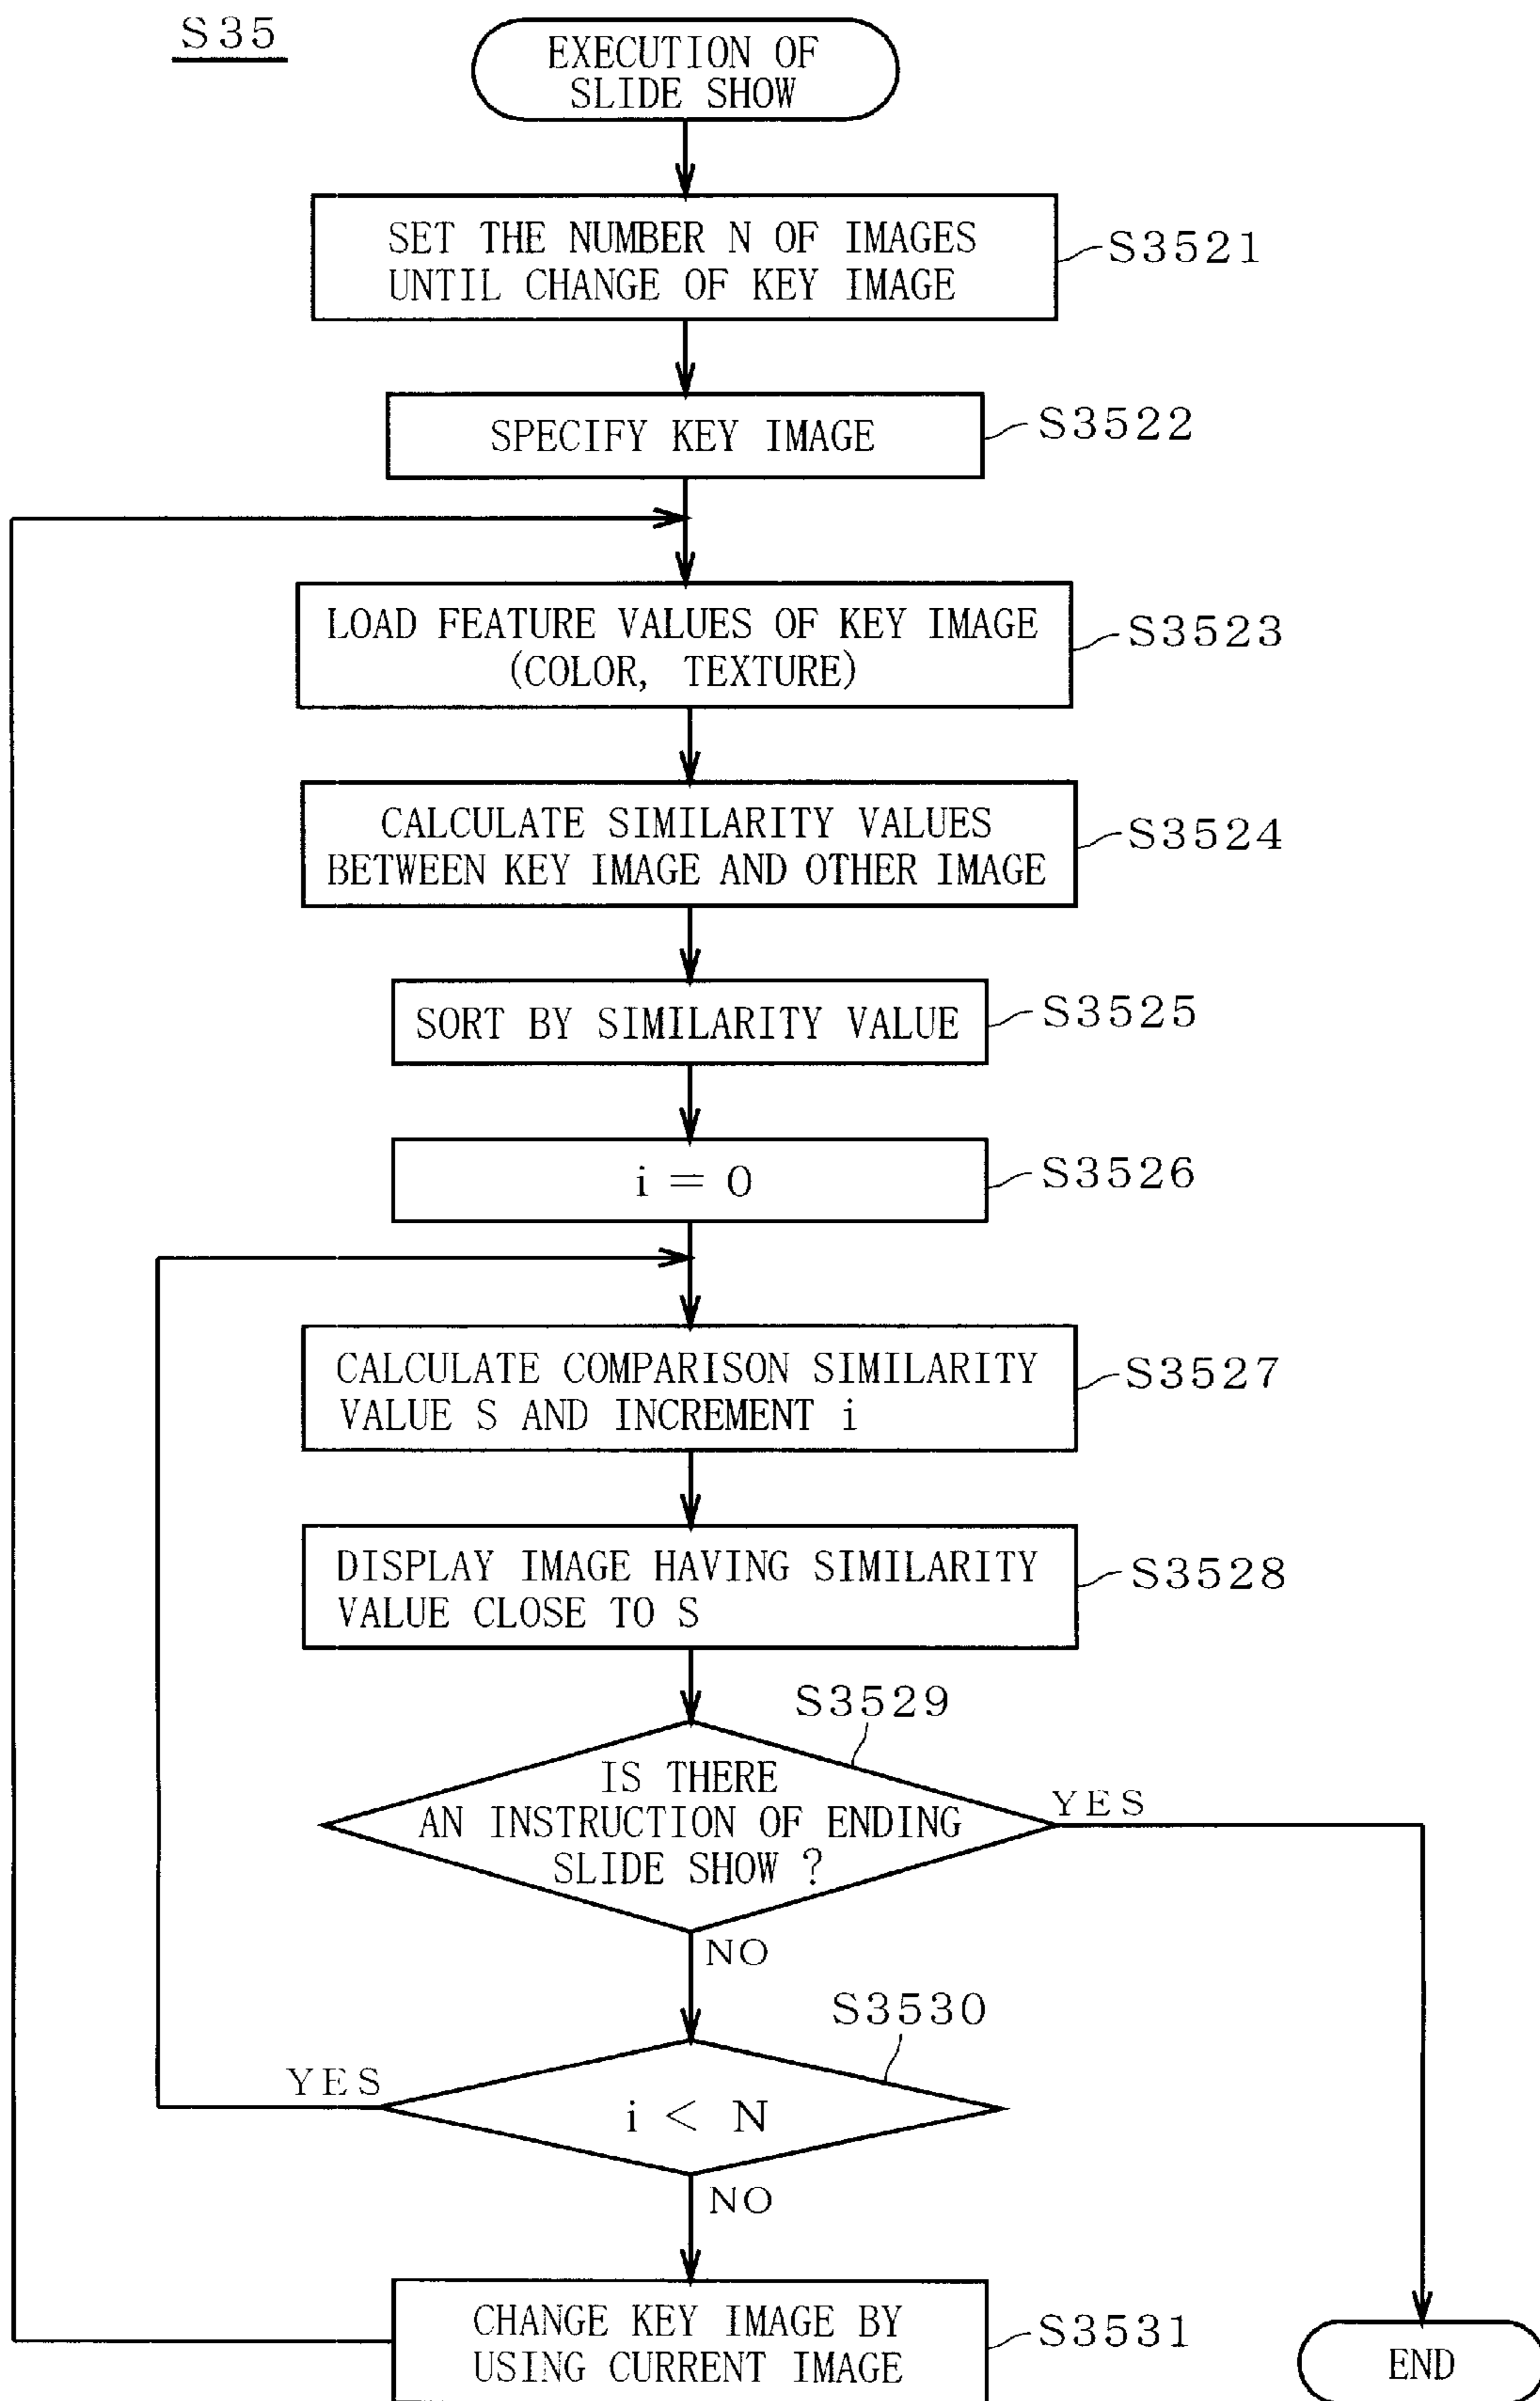 S35
EXECUTION OF
SLIDE SHOW
SET THE NUMBER N OF IMAGES
UNTIL CHANGE OF KEY IMAGE
S3521
SPECIFY KEY IMAGE
S3522
LOAD FEATURE VALUES OF KEY IMAGE
(COLOR, TEXTURE)
S3523
CALCULATE SIMILARITY VALUES
BETWEEN KEY IMAGE AND OTHER IMAGE
S3524
SORT BY SIMILARITY VALUE
S3525
i = 0
S3526
CALCULATE COMPARISON SIMILARITY
VALUE S AND INCREMENT i
S3527
DISPLAY IMAGE HAVING SIMILARITY
VALUE CLOSE TO S
S3528
S3529
IS THERE
AN INSTRUCTION OF ENDING
SLIDE SHOW ?
YES
NO
S3530
YES
i < N
NO
CHANGE KEY IMAGE BY
USING CURRENT IMAGE
S3531
END